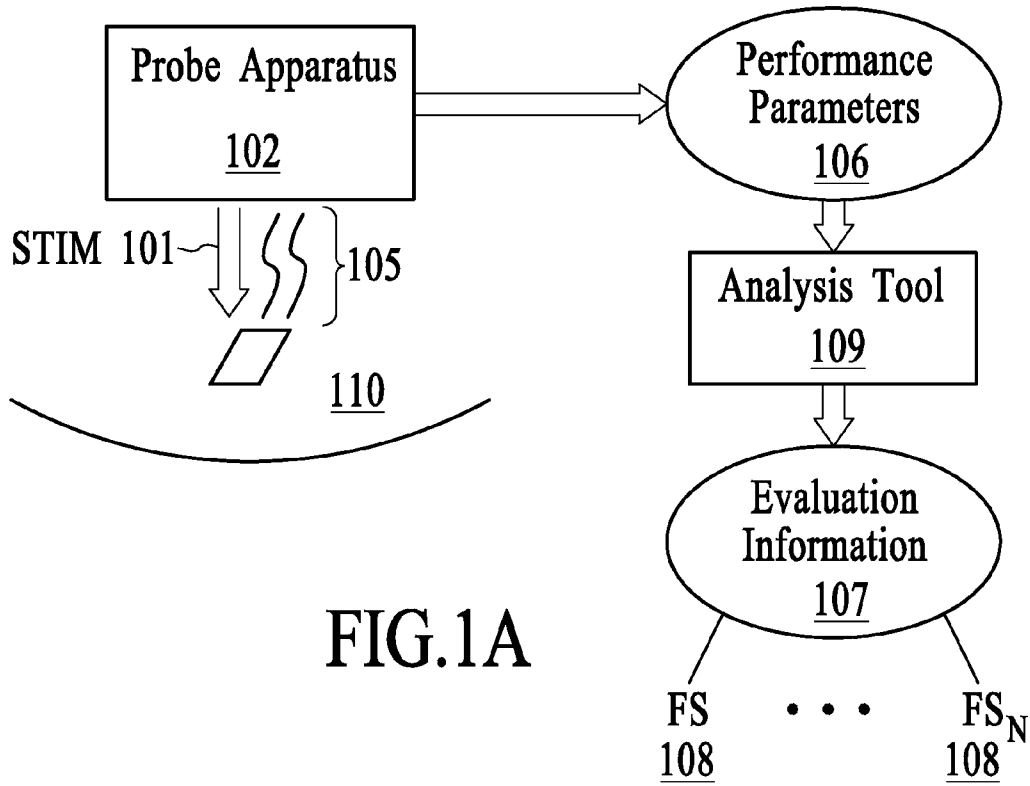 Probe Apparatus
102
Performance
Parameters
106
STIM 101
105
Analysis Tool
109
110
Evaluation
Information
107
FIG.1A
FS • • • FSN
108 108